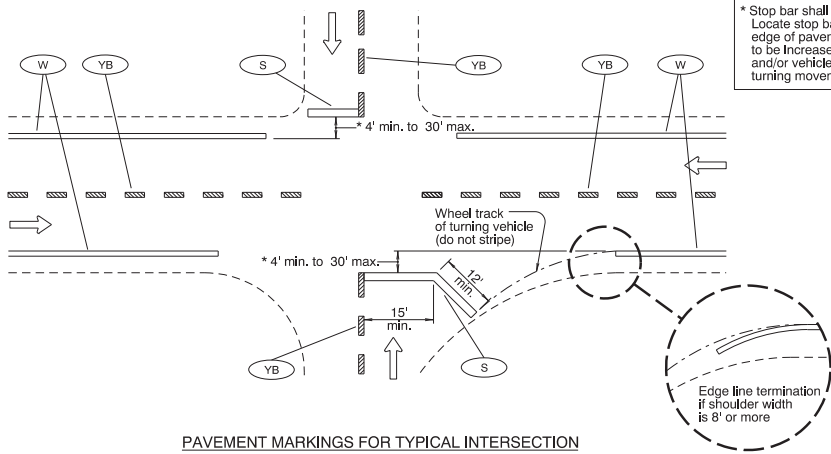 * Stop bar shall
Locate stop ba
edge of pavem
to be Increase
and/or vehicle
turning movem
W
YB
S
YB
YB
W
* 4' min. to 30' max.
Wheel track
of turning vehicle
(do not stripe)
* 4' min. to 30' max.
12'
min.
15'
min.
YB
S
Edge line termination
if shoulder width
is 8' or more
PAVEMENT MARKINGS FOR TYPICAL INTERSECTION